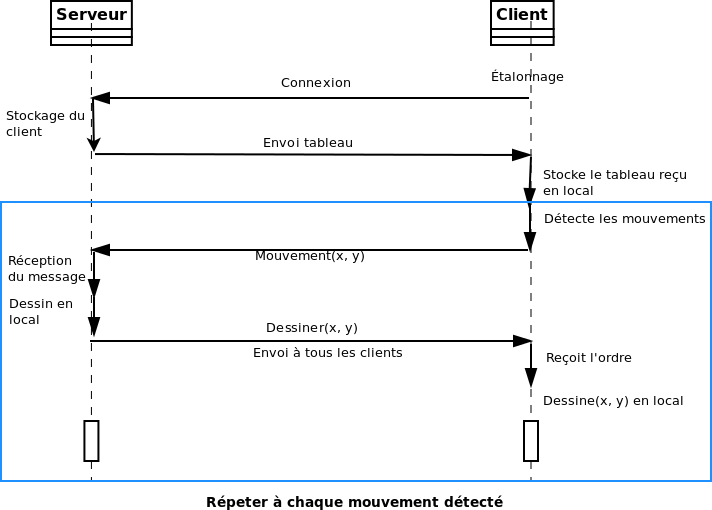 Serveur
Client
Étalonnage
Connexion
Stockage du
client
Envoi tableau
Stocke le tableau reçu
en local
Détecte les mouvements
Mouvement(x, y)
Réception
du message
Dessin en
local
Dessiner(x, y)
Envoi à tous les clients
Reçoit l'ordre
Dessine(x, y) en local
Répeter à chaque mouvement détecté